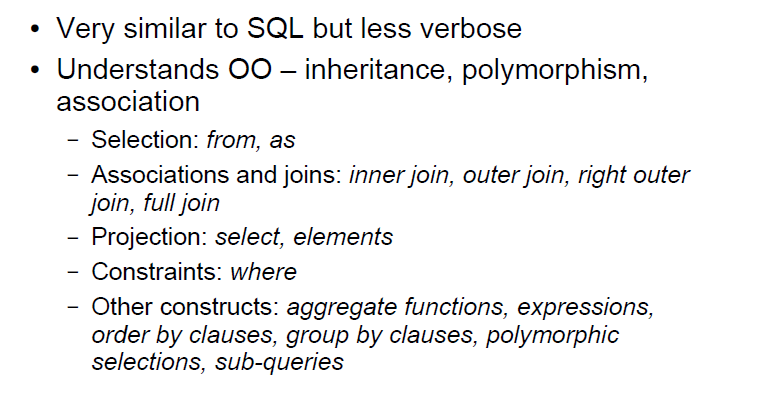 • Very similar to SQL but less verbose
• Understands OO – inheritance, polymorphism,
association
– Selection: from, as
– Associations and joins: inner join, outer join, right outer
join, full join
– Projection: select, elements
– Constraints: where
– Other constructs: aggregate functions, expressions,
order by clauses, group by clauses, polymorphic
selections, sub-queries